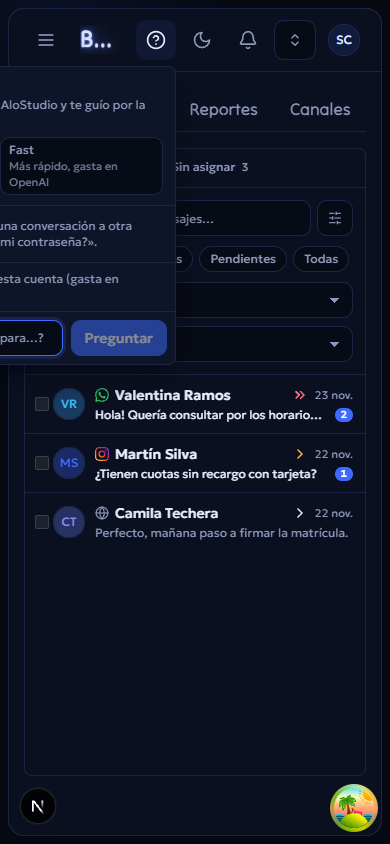 B...
SC
AloStudio y te guío por la
Reportes
Canales
Fast
Más rápido, gasta en
OpenAI
Sin asignar 3
una conversación a otra
mi contraseña?».
sajes...
s
Pendientes
Todas
esta cuenta (gasta en
para...?
Preguntar
VR
Valentina Ramos
23 nov.
Hola! Quería consultar por los horario...
2
MS
Martín Silva
22 nov.
¿Tienen cuotas sin recargo con tarjeta?
1
CT
Camila Techera
22 nov.
Perfecto, mañana paso a firmar la matrícula.
N